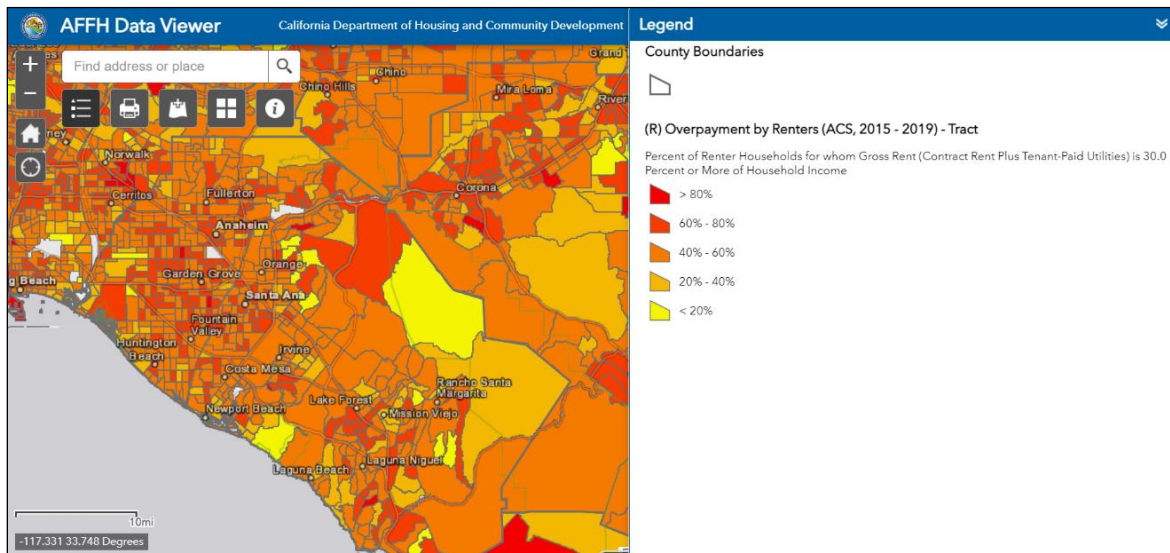 AFFH Data Viewer
California Department of Housing and Community Development
Find address or place
Grand
Chino
Chino Hills
Mira Loma
River
Norwalk
Corona
Cerritos
Fullerton
Anaheim
Orange
Garden Grove
g Beach
Santa Ana
Fountain
Valley
Huntington
Beach
Irvine
Costa Mesa
Rancho Santa
Margarita
Lake Forest
Newport Beach
Mission Viejo
Laguna Niguel
Laguna Beach
10mi
-117.331 33.748 Degrees
Legend
County Boundaries
(R) Overpayment by Renters (ACS, 2015 - 2019) - Tract
Percent of Renter Households for whom Gross Rent (Contract Rent Plus Tenant-Paid Utilities) is 30.0
Percent or More of Household Income
> 80%
60% - 80%
40% - 60%
20% - 40%
< 20%